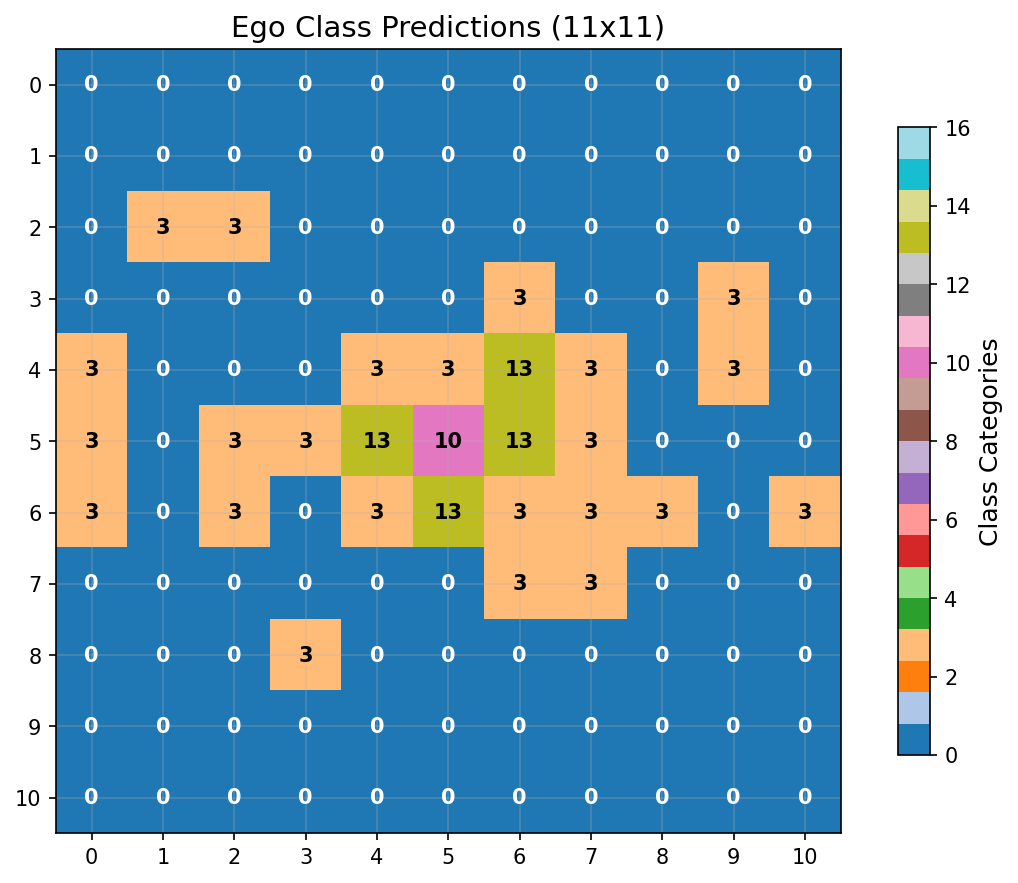 Ego Class Predictions (11x11)
0 0 0 0 0 0 0 0 0 0 0 0
1 0 0 0 0 0 0 0 0 0 0 0
2 0 3 3 0 0 0 0 0 0 0 0
3 0 0 0 0 0 0 3 0 0 3 0
4 3 0 0 0 3 3 13 3 0 3 0
5 3 0 3 3 13 10 13 3 0 0 0
6 3 0 3 0 3 13 3 3 3 0 3
7 0 0 0 0 0 0 3 3 0 0 0
8 0 0 0 3 0 0 0 0 0 0 0
9 0 0 0 0 0 0 0 0 0 0 0
10 0 0 0 0 0 0 0 0 0 0 0
0 1 2 3 4 5 6 7 8 9 10
16
14
12
10
8
6
4
2
0
Class Categories